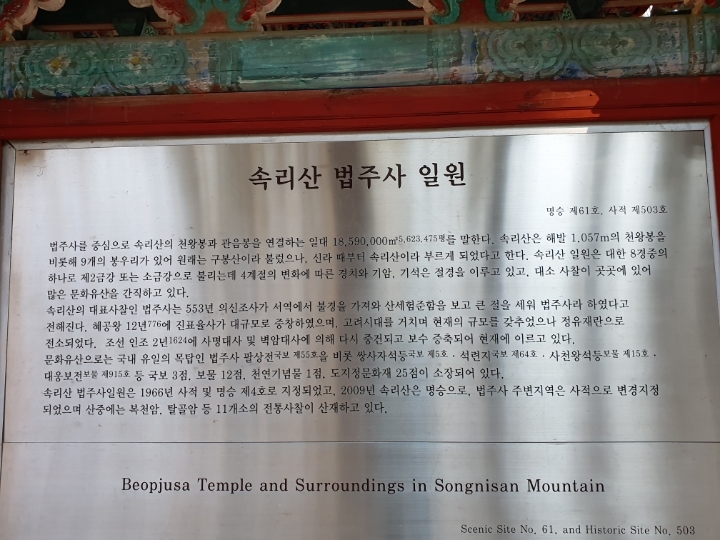 속리산 법주사 일원
명승 제61호, 사적 제503호
법주사를 중심으로 속리산의 천왕봉과 관음봉을 연결하는 일대 18,590,000㎡5,623,475평를 말한다. 속리산은 해발 1,057m의 천왕봉을
비롯해 9개의 봉우리가 있어 원래는 구봉산이라 불렀으나, 신라 때부터 속리산이라 부르게 되었다고 한다. 속리산 일원은 대한 8경중의
하나로 제2금강 또는 소금강으로 불리는데 4계절의 변화에 따른 경치와 기암, 기석은 절경을 이루고 있고, 대소 사찰이 곳곳에 있어
많은 문화유산을 간직하고 있다.
속리산의 대표사찰인 법주사는 553년 의신조사가 서역에서 불경을 가져와 산세험준함을 보고 큰 절을 세워 법주사라 하였다고
전해진다. 혜공왕 12년776에 진표율사가 대규모로 중창하였으며, 고려시대를 거치며 현재의 규모를 갖추었으나 정유재란으로
전소되었다. 조선 인조 2년1624에 사명대사 및 벽암대사에 의해 다시 중건되고 보수 증축되어 현재에 이르고 있다.
문화유산으로는 국내 유일의 목탑인 법주사 팔상전국보 제55호을 비롯 쌍사자석등국보 제5호 · 석련지국보 제64호 · 사천왕석등보물 제15호 ·
대웅보전보물 제915호 등 국보 3점, 보물 12점, 천연기념물 1점, 도지정문화재 25점이 소장되어 있다.
속리산 법주사일원은 1966년 사적 및 명승 제4호로 지정되었고, 2009년 속리산은 명승으로, 법주사 주변지역은 사적으로 변경지정
되었으며 산중에는 복천암, 탈골암 등 11개소의 전통사찰이 산재하고 있다.
Beopjusa Temple and Surroundings in Songnisan Mountain
Scenic Site No. 61, and Historic Site No. 503